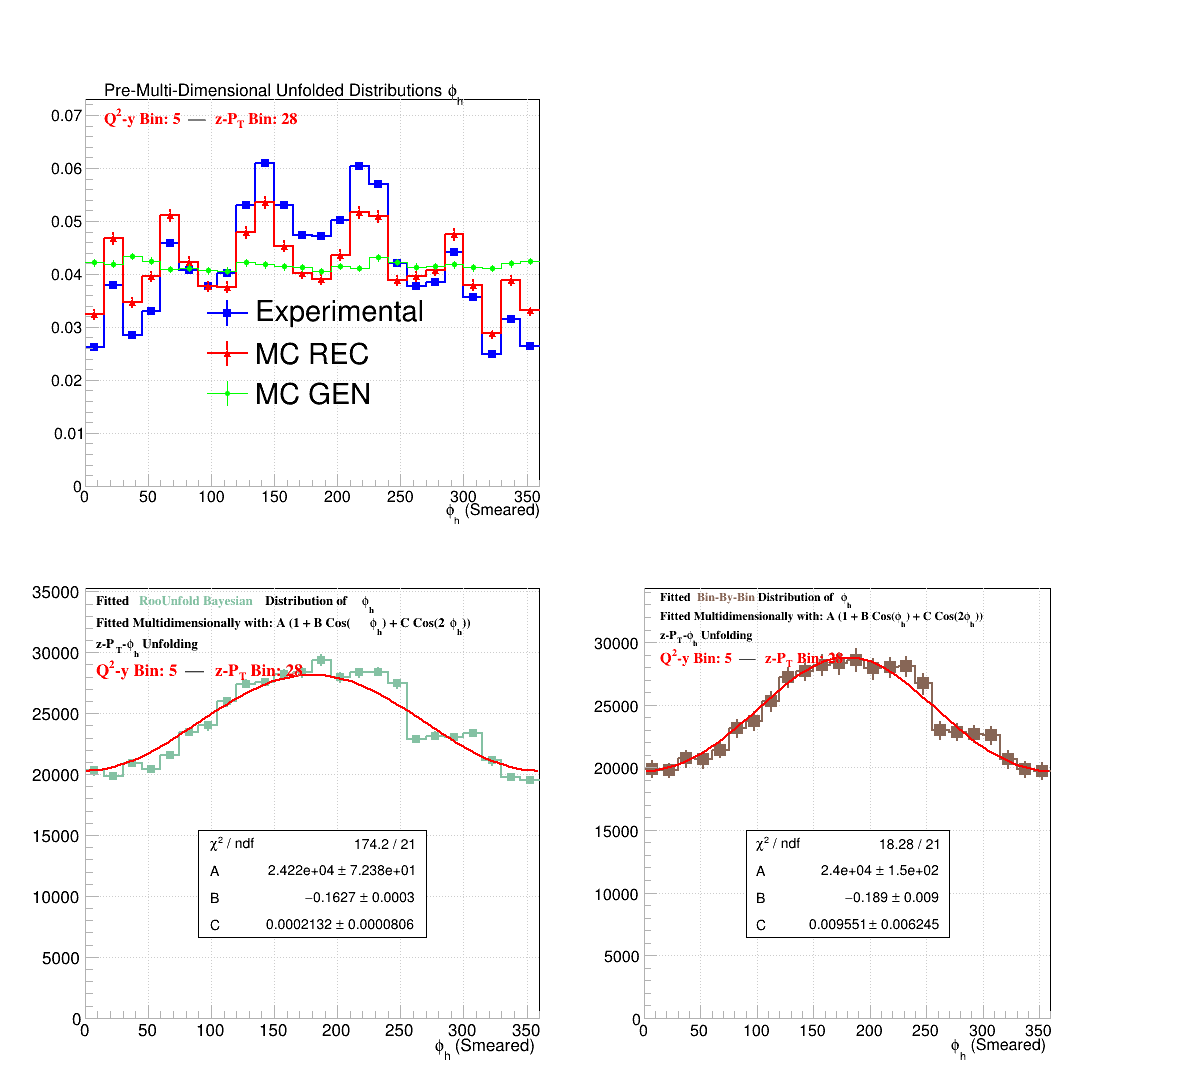 Pre-Multi-Dimensional Unfolded Distributions ϕh
Q2-y Bin: 5 — z-PT Bin: 28
0.07
0.06
0.05
0.04
0.03
0.02
0.01
0
Experimental
MC REC
MC GEN
0 50 100 150 200 250 300 350
ϕh (Smeared)
Fitted RooUnfold Bayesian Distribution of ϕh
Fitted Multidimensionally with: A (1 + B Cos( ϕh) + C Cos(2 ϕh))
z-PT-ϕh Unfolding
Q2-y Bin: 5 — z-PT Bin: 28
35000
30000
25000
20000
15000
10000
5000
0
χ2 / ndf 174.2 / 21
A 2.422e+04 ± 7.238e+01
B −0.1627 ± 0.0003
C 0.0002132 ± 0.0000806
0 50 100 150 200 250 300 350
ϕh (Smeared)
Fitted Bin-By-Bin Distribution of ϕh
Fitted Multidimensionally with: A (1 + B Cos(ϕh) + C Cos(2ϕh))
z-PT-ϕh Unfolding
Q2-y Bin: 5 — z-PT Bin: 28
30000
25000
20000
15000
10000
5000
0
χ2 / ndf 18.28 / 21
A 2.4e+04 ± 1.5e+02
B −0.189 ± 0.009
C 0.009551 ± 0.006245
0 50 100 150 200 250 300 350
ϕh (Smeared)